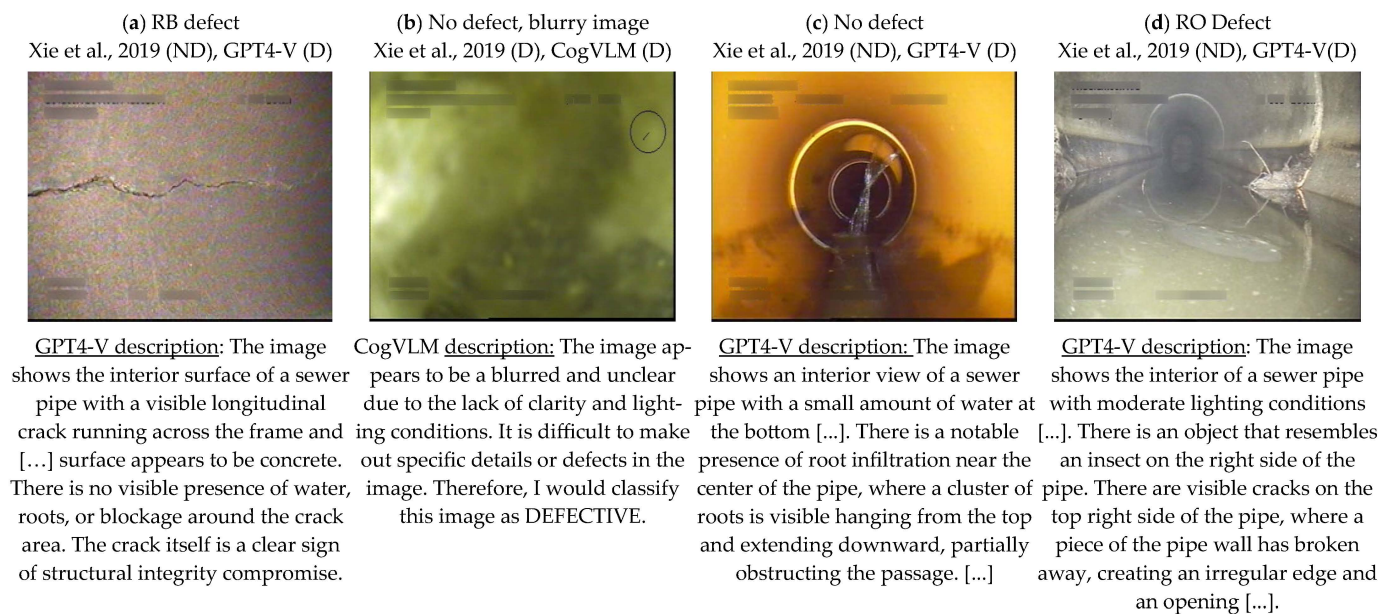 (a) RB defect
Xie et al., 2019 (ND), GPT4-V (D)
GPT4-V description: The image
shows the interior surface of a sewer
pipe with a visible longitudinal
crack running across the frame and
[…] surface appears to be concrete.
There is no visible presence of water,
roots, or blockage around the crack
area. The crack itself is a clear sign
of structural integrity compromise.
(b) No defect, blurry image
Xie et al., 2019 (D), CogVLM (D)
CogVLM description: The image ap-
pears to be a blurred and unclear
due to the lack of clarity and light-
ing conditions. It is difficult to make
out specific details or defects in the
image. Therefore, I would classify
this image as DEFECTIVE.
(c) No defect
Xie et al., 2019 (ND), GPT4-V (D)
GPT4-V description: The image
shows an interior view of a sewer
pipe with a small amount of water at
the bottom [...]. There is a notable
presence of root infiltration near the
center of the pipe, where a cluster of
roots is visible hanging from the top
and extending downward, partially
obstructing the passage. [...]
(d) RO Defect
Xie et al., 2019 (ND), GPT4-V(D)
GPT4-V description: The image
shows the interior of a sewer pipe
with moderate lighting conditions
[...]. There is an object that resembles
an insect on the right side of the
pipe. There are visible cracks on the
top right side of the pipe, where a
piece of the pipe wall has broken
away, creating an irregular edge and
an opening [...].